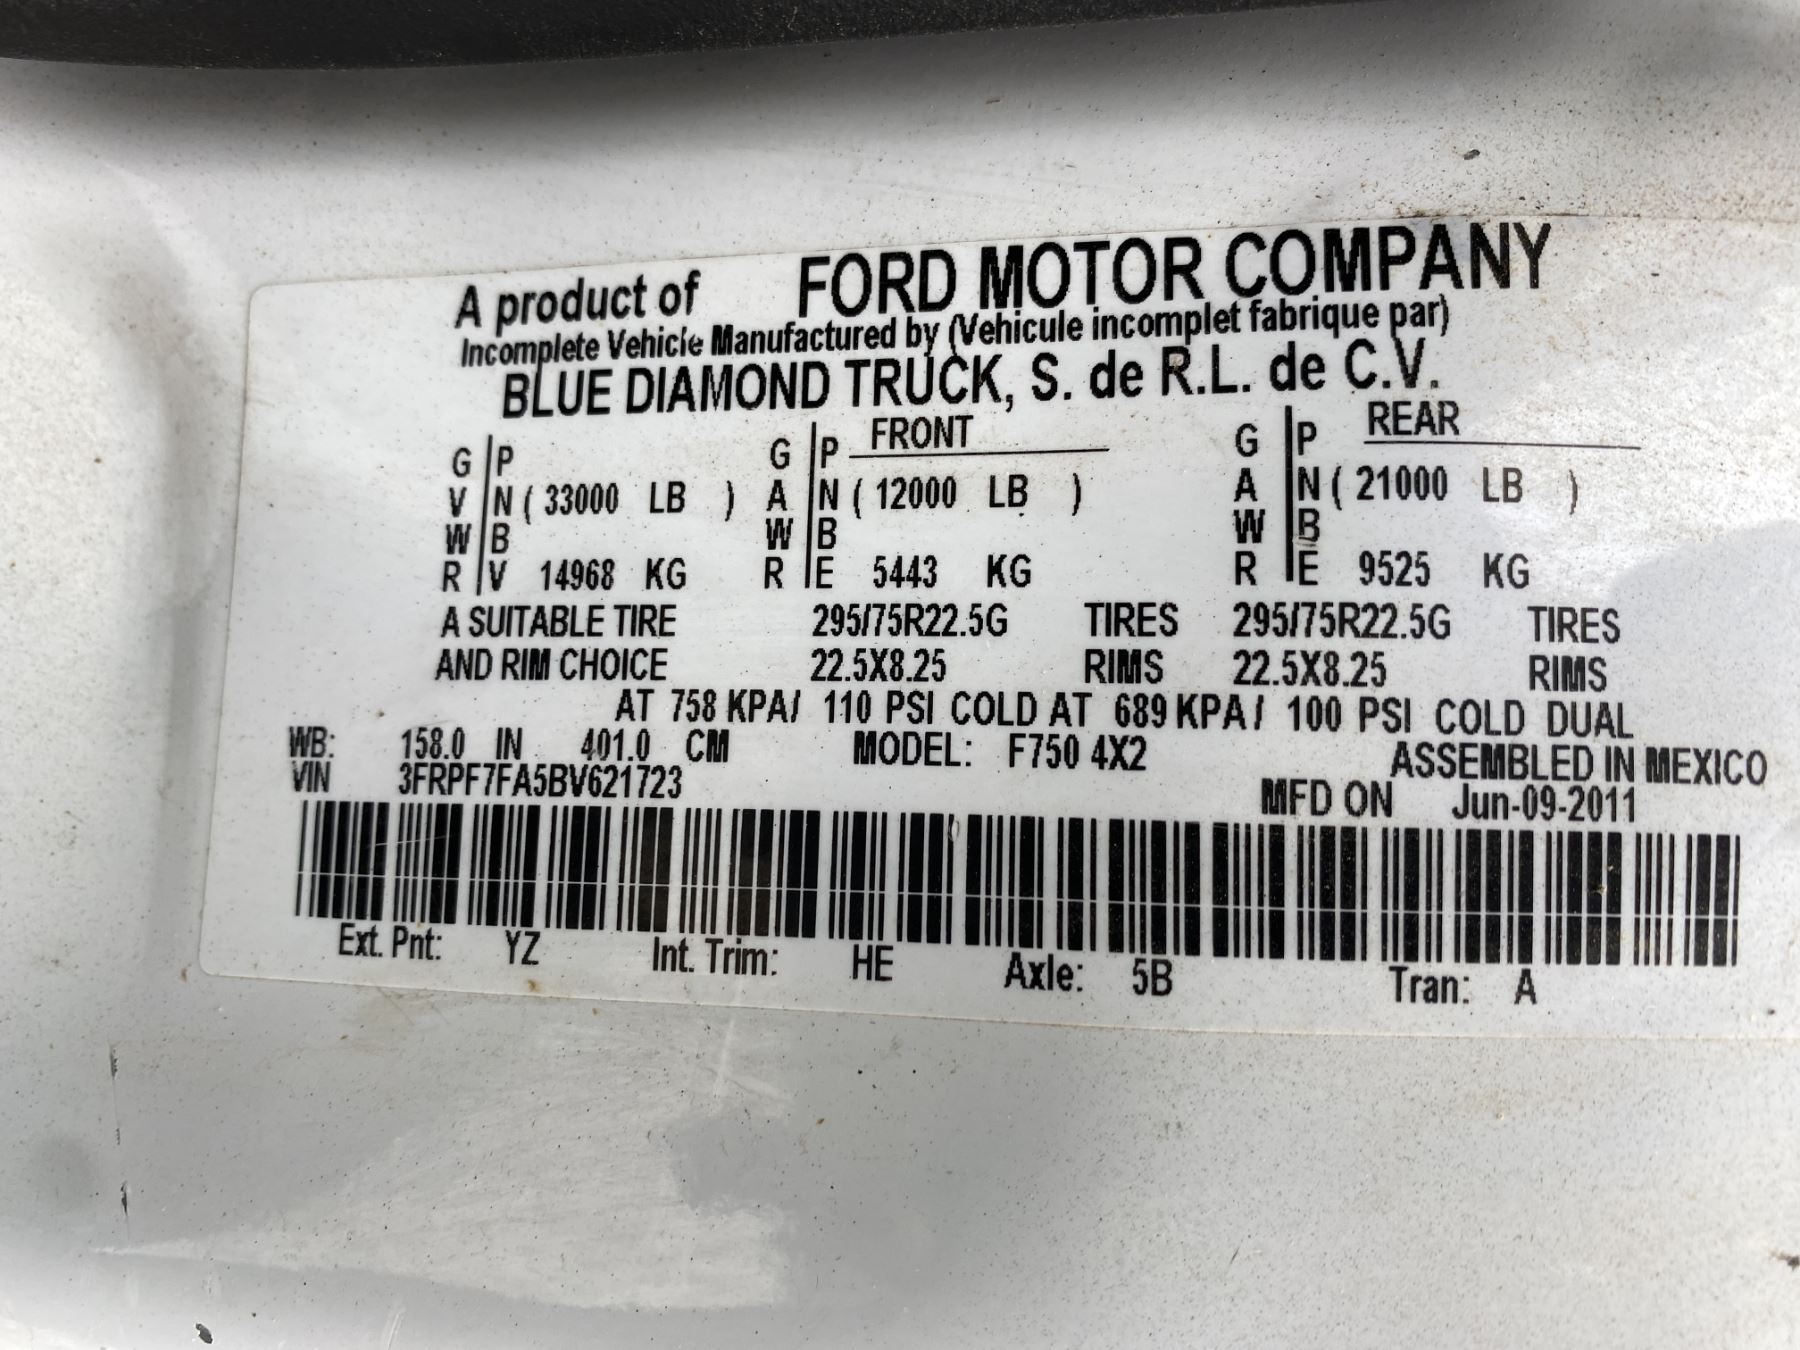 A product of FORD MOTOR COMPANY
Incomplete Vehicle Manufactured by (Vehicule incomplet fabrique par)
BLUE DIAMOND TRUCK, S. de R.L. de C.V.
G P G P FRONT G P REAR
V N ( 33000 LB ) A N ( 12000 LB ) A N ( 21000 LB )
W B W B W B
R V 14968 KG R E 5443 KG R E 9525 KG
A SUITABLE TIRE 295/75R22.5G TIRES 295/75R22.5G TIRES
AND RIM CHOICE 22.5X8.25 RIMS 22.5X8.25 RIMS
AT 758 KPA/ 110 PSI COLD AT 689 KPA/ 100 PSI COLD DUAL
WB: 158.0 IN 401.0 CM MODEL: F750 4X2 ASSEMBLED IN MEXICO
VIN 3FRPF7FA5BV621723 MFD ON Jun-09-2011
Ext. Pnt: YZ Int. Trim: HE Axle: 5B Tran: A